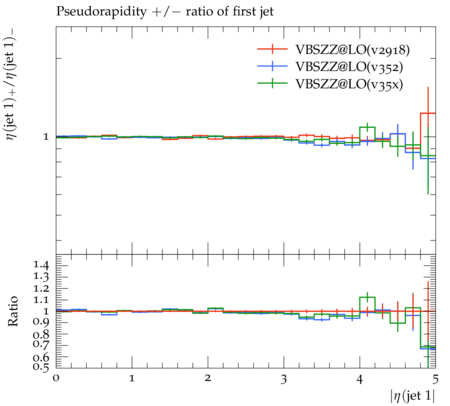 Pseudorapidity +/− ratio of first jet
η(jet 1)₊/η(jet 1)₋
VBSZZ@LO(v2918)
VBSZZ@LO(v352)
VBSZZ@LO(v35x)
1
Ratio
1.4
1.3
1.2
1.1
1
0.9
0.8
0.7
0.6
0.5
0 1 2 3 4 5
|η(jet 1|